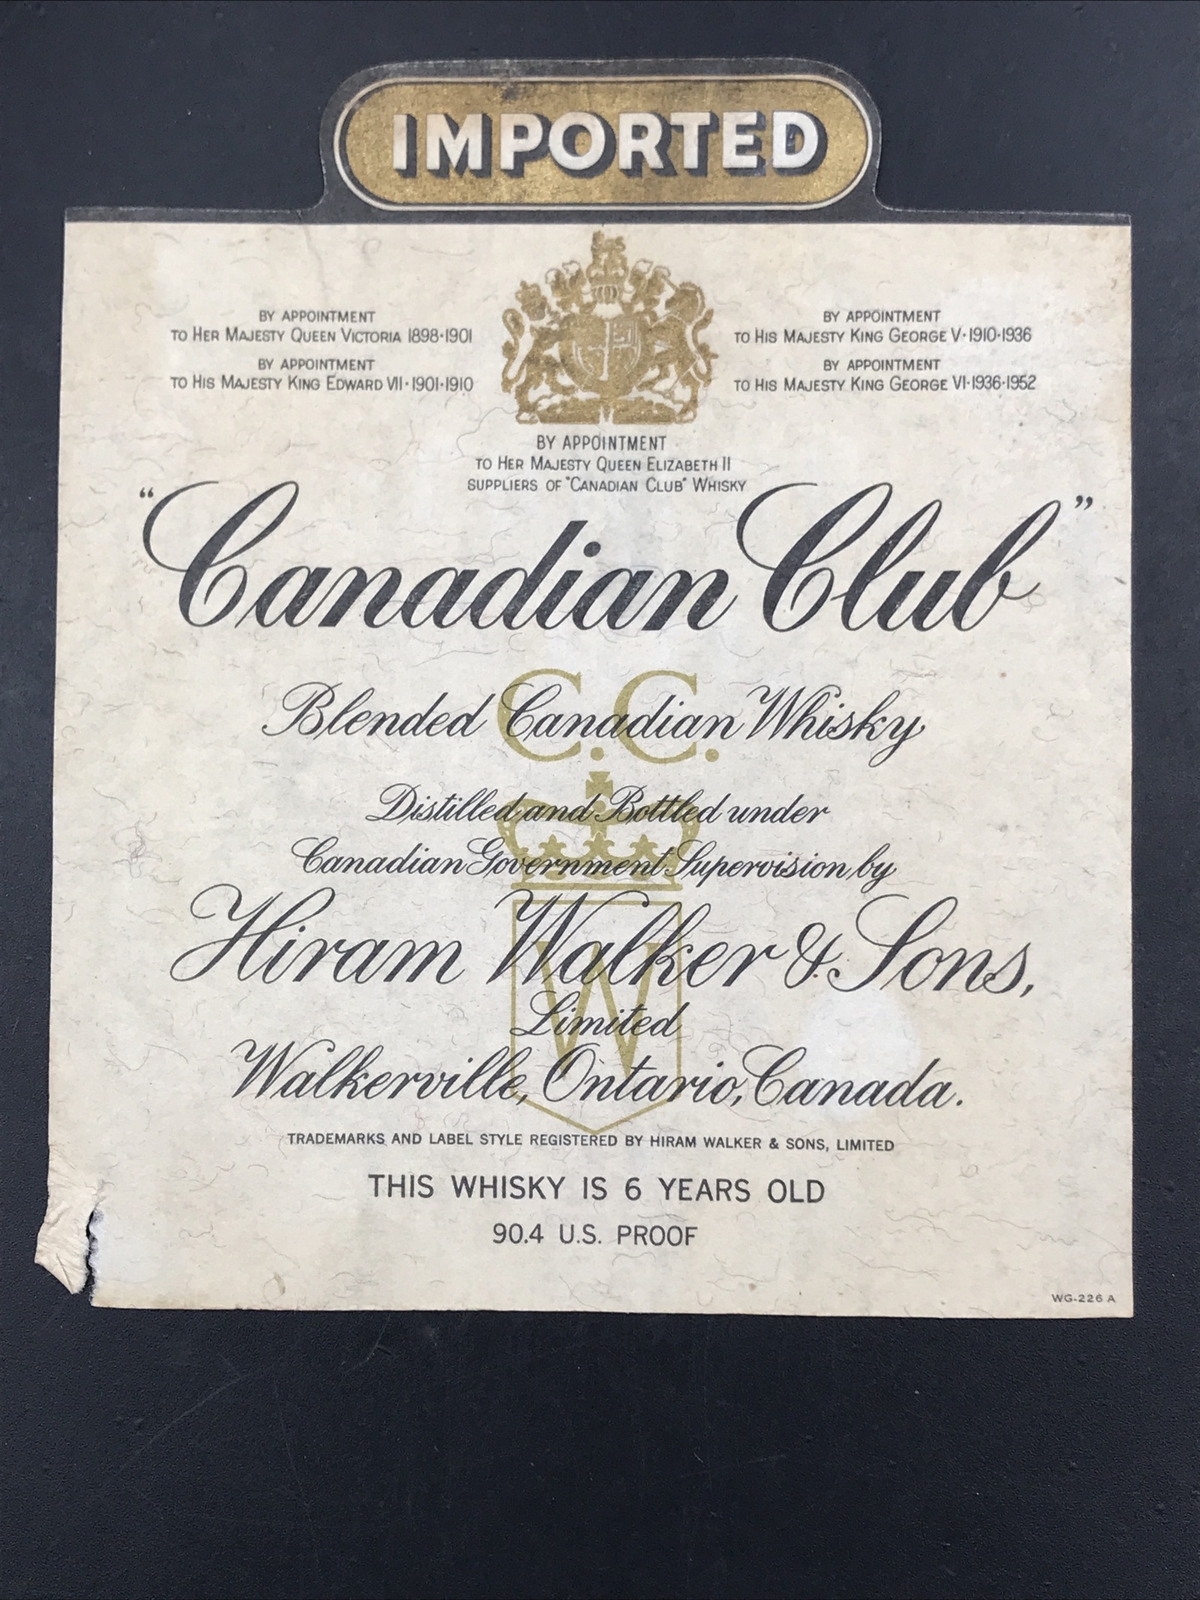 IMPORTED
BY APPOINTMENT
TO HER MAJESTY QUEEN VICTORIA 1898·1901
BY APPOINTMENT
TO HIS MAJESTY KING EDWARD VII·1901·1910
BY APPOINTMENT
TO HIS MAJESTY KING GEORGE V·1910·1936
BY APPOINTMENT
TO HIS MAJESTY KING GEORGE VI·1936·1952
BY APPOINTMENT
TO HER MAJESTY QUEEN ELIZABETH II
SUPPLIERS OF "CANADIAN CLUB" WHISKY
"Canadian Club"
C.C.
Blended Canadian Whisky
Distilled and Bottled under
Canadian Government Supervision by
Hiram Walker & Sons,
W
Limited
Walkerville, Ontario, Canada.
TRADEMARKS AND LABEL STYLE REGISTERED BY HIRAM WALKER & SONS, LIMITED
THIS WHISKY IS 6 YEARS OLD
90.4 U.S. PROOF
WG-226 A